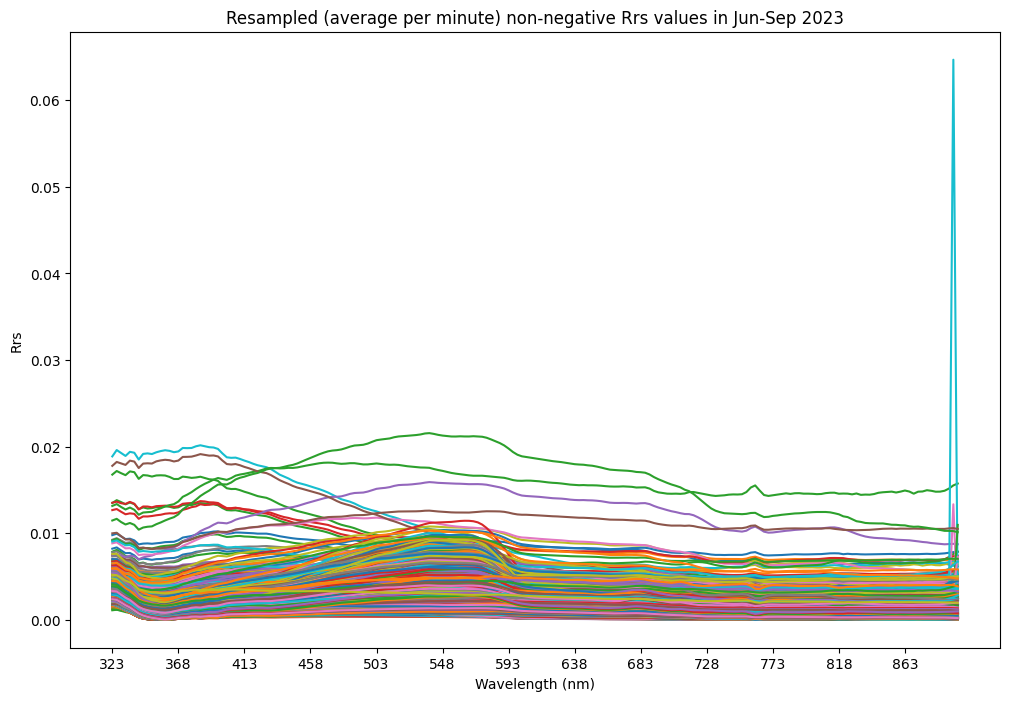 Resampled (average per minute) non-negative Rrs values in Jun-Sep 2023
0.06
0.05
0.04
0.03
0.02
0.01
0.00
Rrs
323 368 413 458 503 548 593 638 683 728 773 818 863
Wavelength (nm)